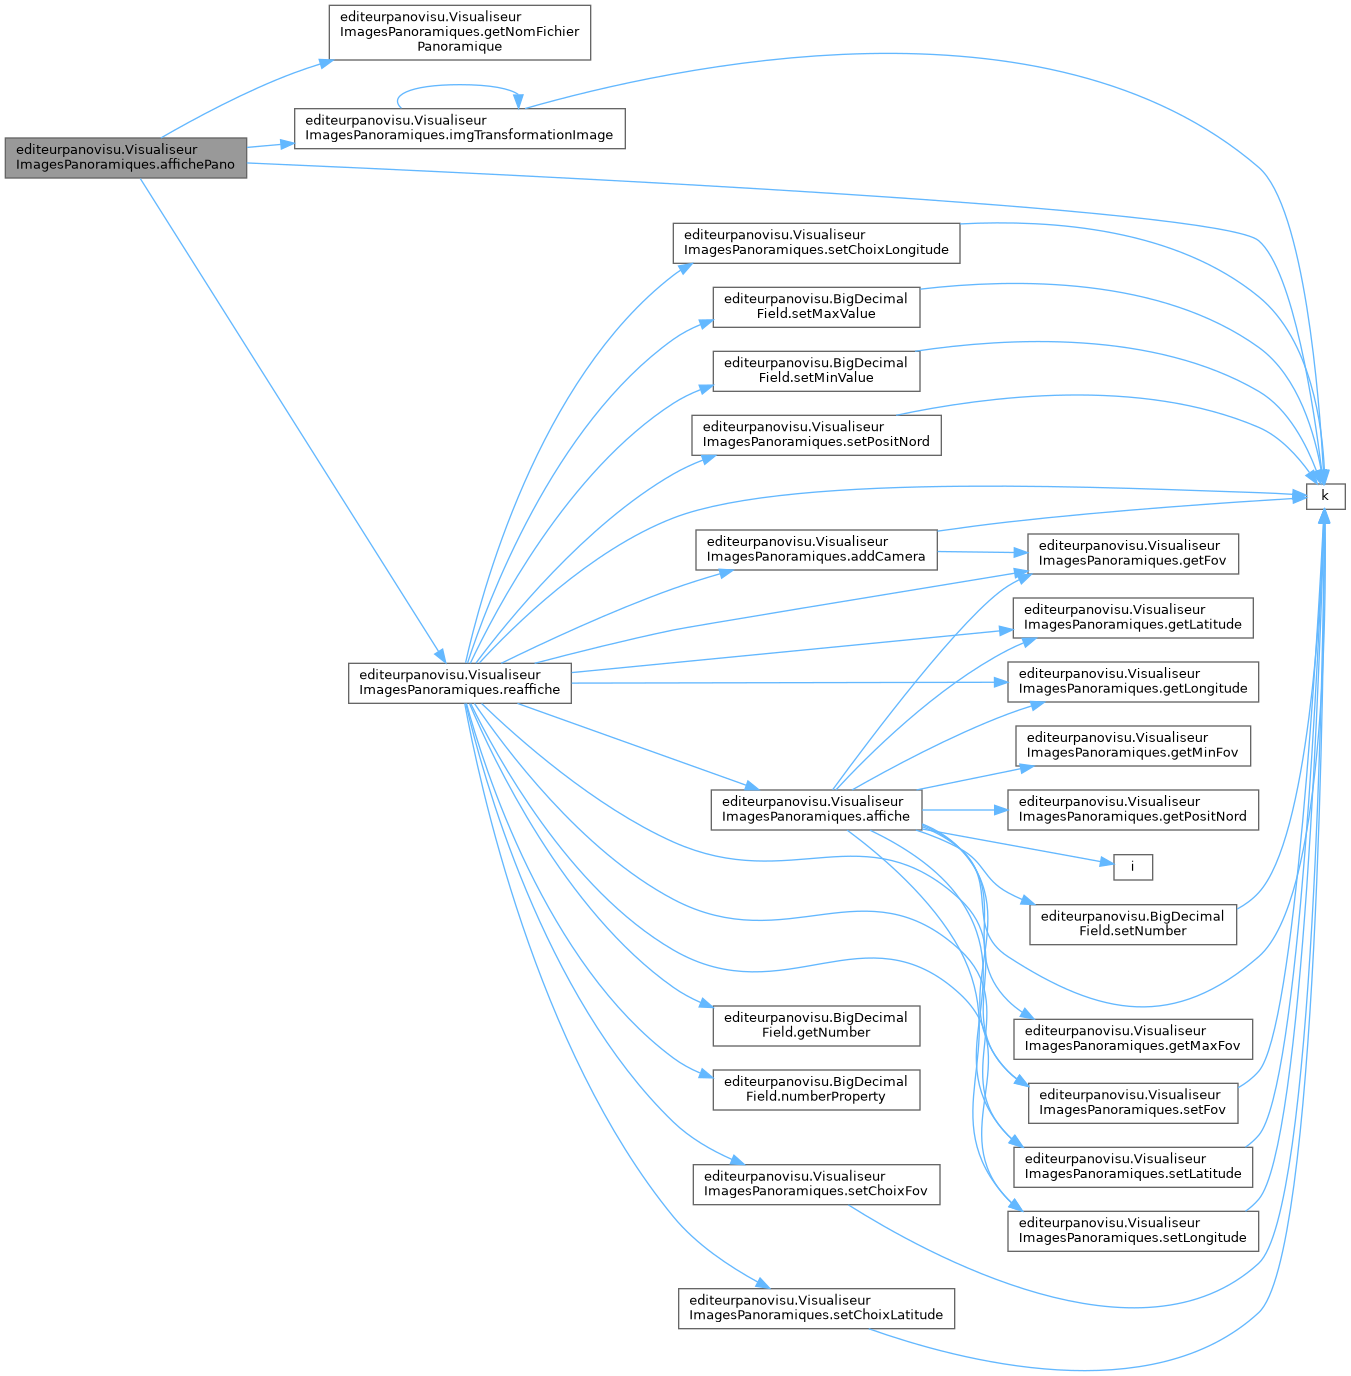 editeurpanovisu.Visualiseur
ImagesPanoramiques.getNomFichier
Panoramique
editeurpanovisu.Visualiseur
ImagesPanoramiques.imgTransformationImage
editeurpanovisu.Visualiseur
ImagesPanoramiques.affichePano
editeurpanovisu.Visualiseur
ImagesPanoramiques.setChoixLongitude
editeurpanovisu.BigDecimal
Field.setMaxValue
editeurpanovisu.BigDecimal
Field.setMinValue
editeurpanovisu.Visualiseur
ImagesPanoramiques.setPositNord
k
editeurpanovisu.Visualiseur
ImagesPanoramiques.addCamera
editeurpanovisu.Visualiseur
ImagesPanoramiques.getFov
editeurpanovisu.Visualiseur
ImagesPanoramiques.getLatitude
editeurpanovisu.Visualiseur
ImagesPanoramiques.reaffiche
editeurpanovisu.Visualiseur
ImagesPanoramiques.getLongitude
editeurpanovisu.Visualiseur
ImagesPanoramiques.getMinFov
editeurpanovisu.Visualiseur
ImagesPanoramiques.affiche
editeurpanovisu.Visualiseur
ImagesPanoramiques.getPositNord
i
editeurpanovisu.BigDecimal
Field.setNumber
editeurpanovisu.BigDecimal
Field.getNumber
editeurpanovisu.Visualiseur
ImagesPanoramiques.getMaxFov
editeurpanovisu.BigDecimal
Field.numberProperty
editeurpanovisu.Visualiseur
ImagesPanoramiques.setFov
editeurpanovisu.Visualiseur
ImagesPanoramiques.setLatitude
editeurpanovisu.Visualiseur
ImagesPanoramiques.setChoixFov
editeurpanovisu.Visualiseur
ImagesPanoramiques.setLongitude
editeurpanovisu.Visualiseur
ImagesPanoramiques.setChoixLatitude